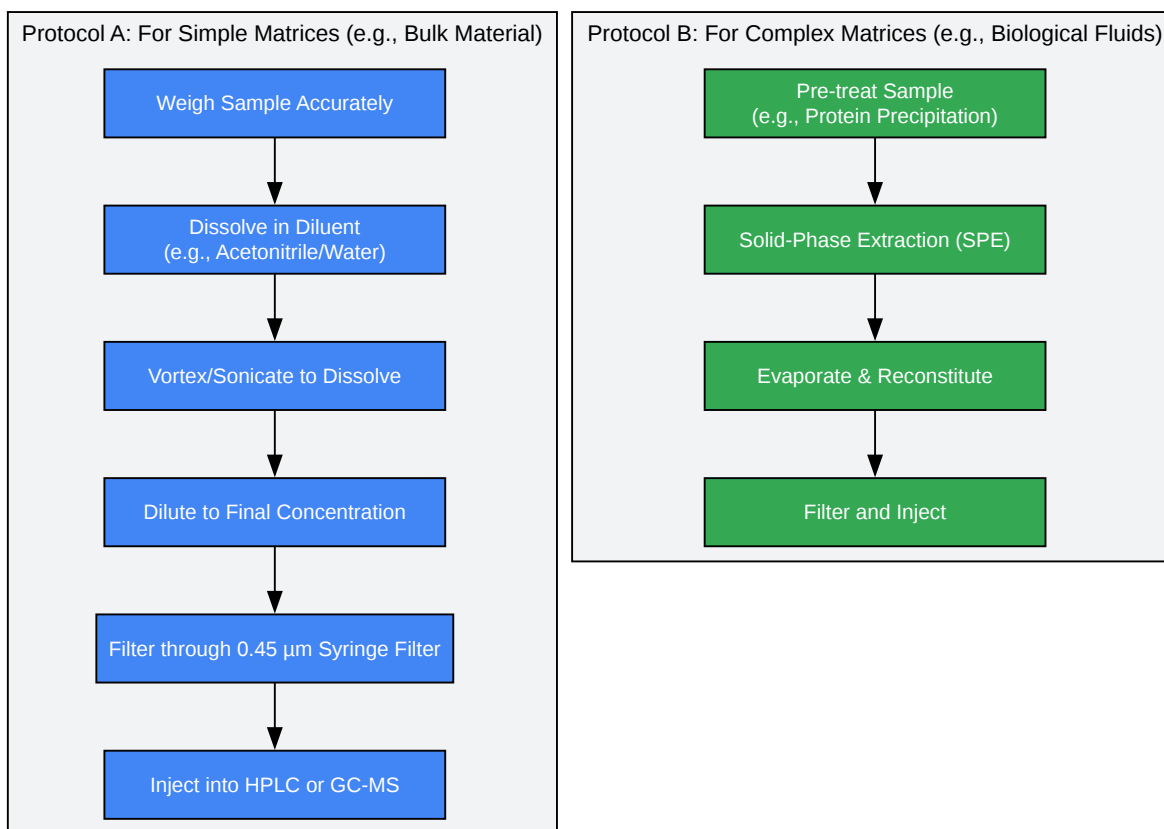 Protocol A: For Simple Matrices (e.g., Bulk Material)
Weigh Sample Accurately
Dissolve in Diluent
(e.g., Acetonitrile/Water)
Vortex/Sonicate to Dissolve
Dilute to Final Concentration
Filter through 0.45 µm Syringe Filter
Inject into HPLC or GC-MS
Protocol B: For Complex Matrices (e.g., Biological Fluids)
Pre-treat Sample
(e.g., Protein Precipitation)
Solid-Phase Extraction (SPE)
Evaporate & Reconstitute
Filter and Inject